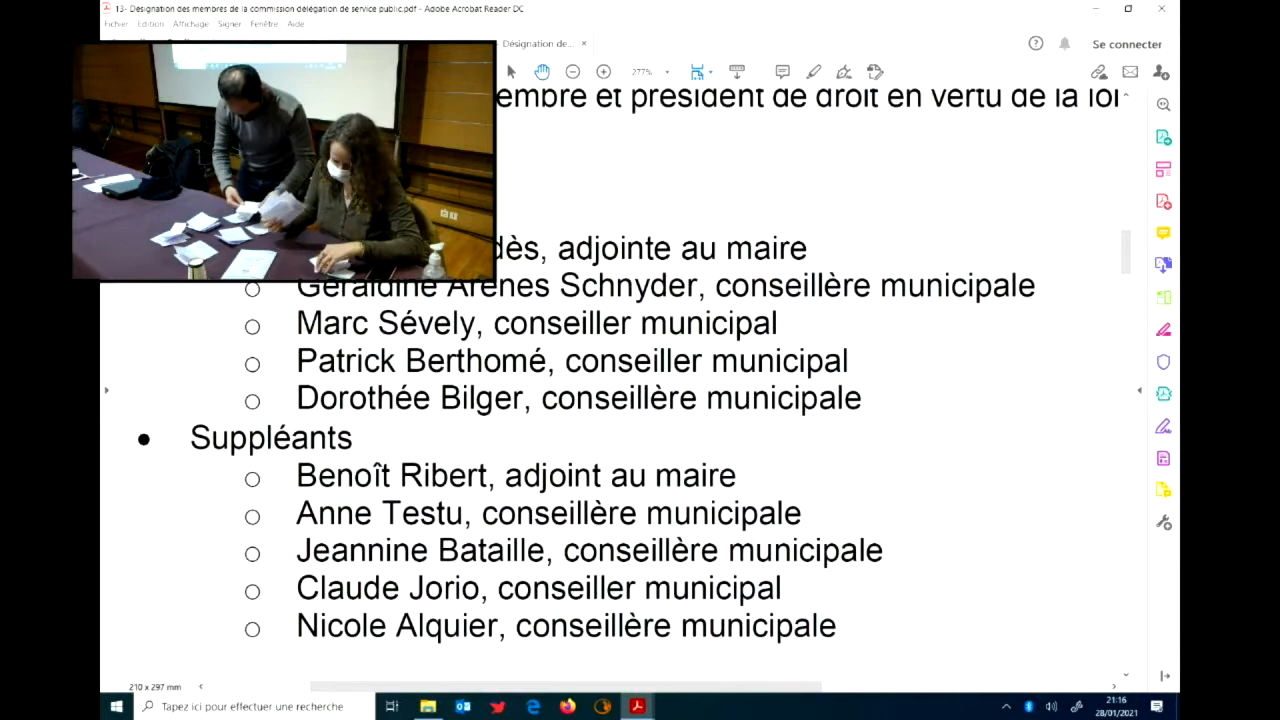 13- Désignation des membres de la commission délégation de service public.pdf - Adobe Acrobat Reader DC
Fichier Edition Affichage Signer Fenêtre Aide
Désignation de... ×
Se connecter
277%
embre et président de droit en vertu de la loi
dès, adjointe au maire
Géraldine Arènes Schnyder, conseillère municipale
Marc Sévely, conseiller municipal
Patrick Berthomé, conseiller municipal
Dorothée Bilger, conseillère municipale
Suppléants
Benoît Ribert, adjoint au maire
Anne Testu, conseillère municipale
Jeannine Bataille, conseillère municipale
Claude Jorio, conseiller municipal
Nicole Alquier, conseillère municipale
210 x 297 mm
Tapez ici pour effectuer une recherche
21:16
28/01/2021